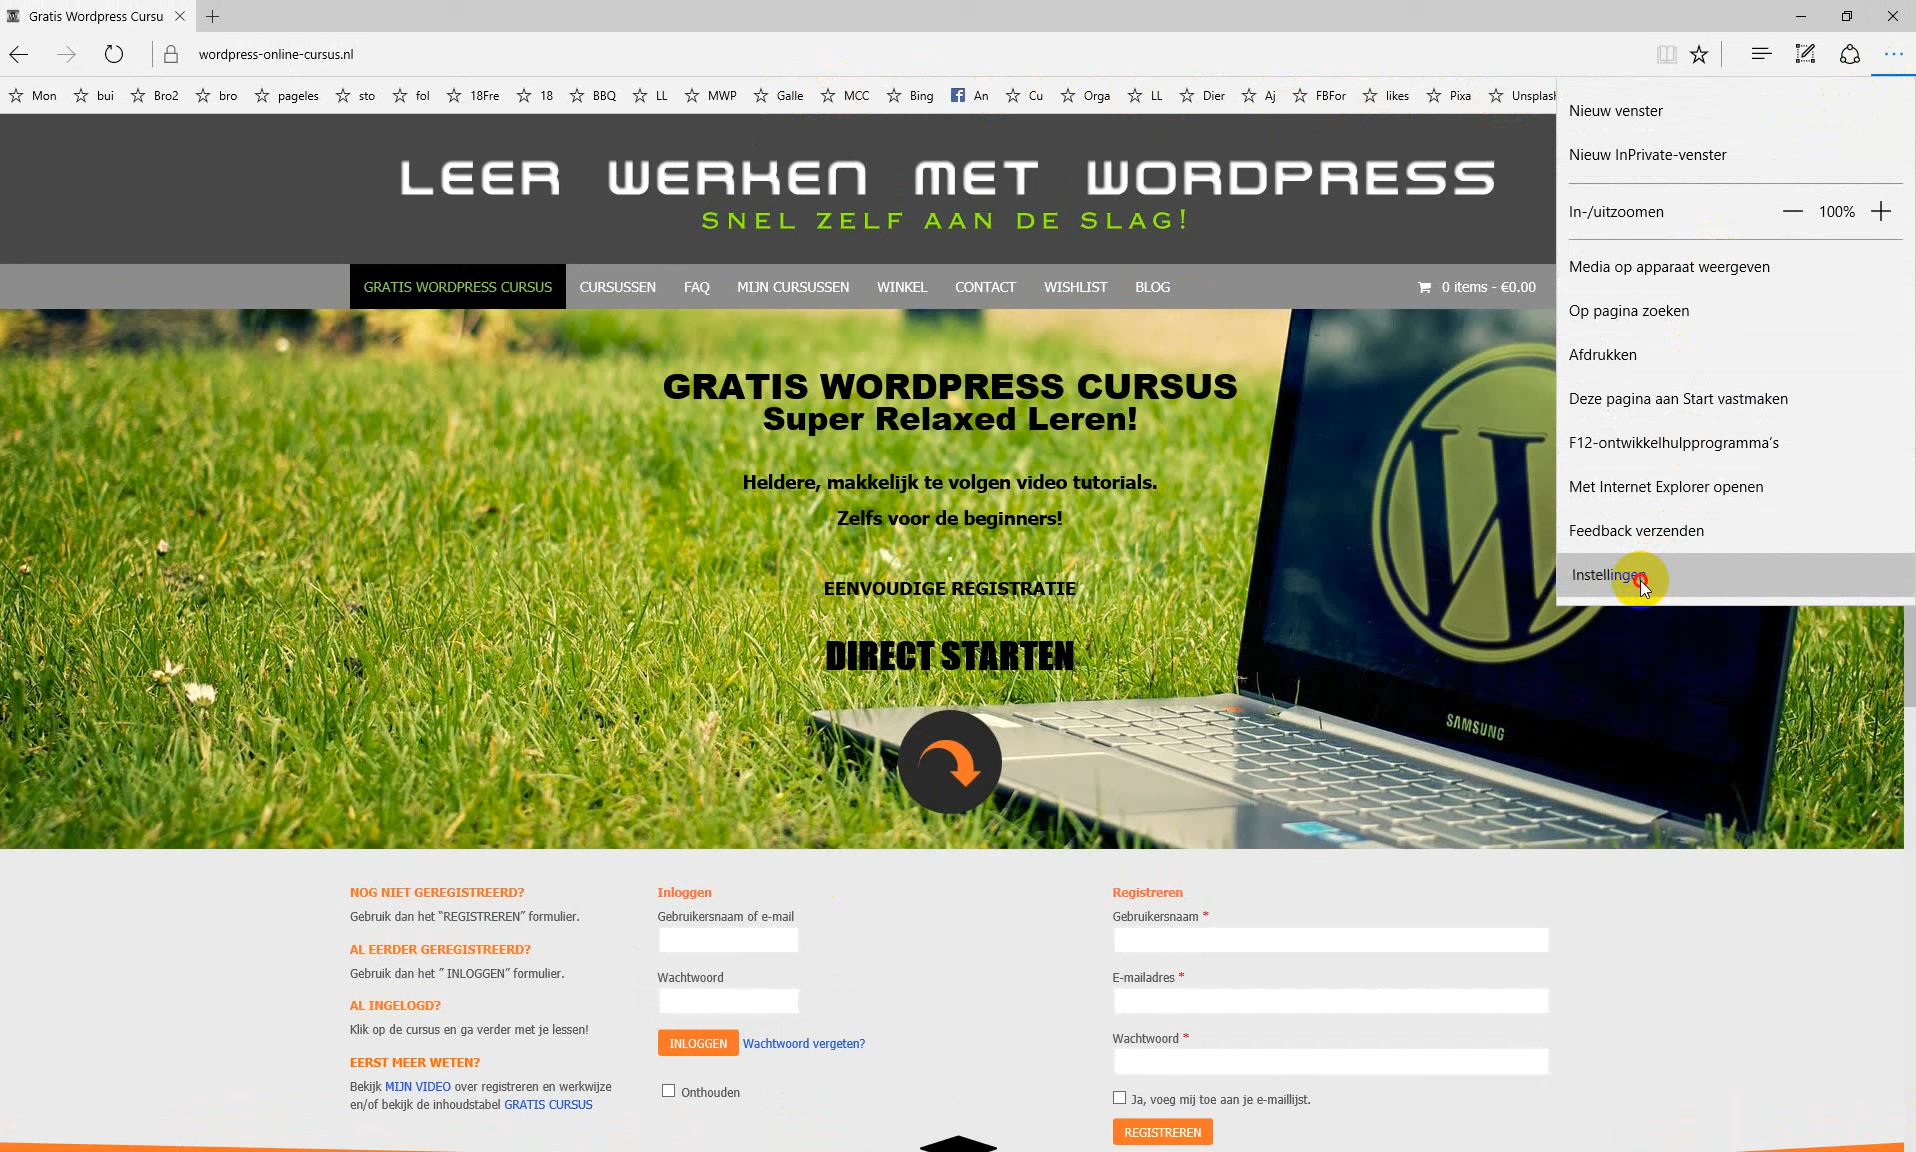 Gratis Wordpress Cursu
wordpress-online-cursus.nl
Mon bui Bro2 bro pageles sto fol 18Fre 18 BBQ LL MWP Galle MCC Bing An Cu Orga LL Dier Aj FBFor likes Pixa Unsplash
Nieuw venster
Nieuw InPrivate-venster
In-/uitzoomen 100%
Media op apparaat weergeven
Op pagina zoeken
Afdrukken
Deze pagina aan Start vastmaken
F12-ontwikkelhulpprogramma's
Met Internet Explorer openen
Feedback verzenden
Instellingen
LEER WERKEN MET WORDPRESS
SNEL ZELF AAN DE SLAG!
GRATIS WORDPRESS CURSUS CURSUSSEN FAQ MIJN CURSUSSEN WINKEL CONTACT WISHLIST BLOG 0 items - €0.00
GRATIS WORDPRESS CURSUS
Super Relaxed Leren!
Heldere, makkelijk te volgen video tutorials.
Zelfs voor de beginners!
EENVOUDIGE REGISTRATIE
DIRECT STARTEN
SAMSUNG
NOG NIET GEREGISTREERD?
Gebruik dan het “REGISTREREN” formulier.
AL EERDER GEREGISTREERD?
Gebruik dan het ” INLOGGEN” formulier.
AL INGELOGD?
Klik op de cursus en ga verder met je lessen!
EERST MEER WETEN?
Bekijk MIJN VIDEO over registreren en werkwijze
en/of bekijk de inhoudstabel GRATIS CURSUS
Inloggen
Gebruikersnaam of e-mail
Wachtwoord
INLOGGEN Wachtwoord vergeten?
Onthouden
Registreren
Gebruikersnaam *
E-mailadres *
Wachtwoord *
Ja, voeg mij toe aan je e-maillijst.
REGISTREREN